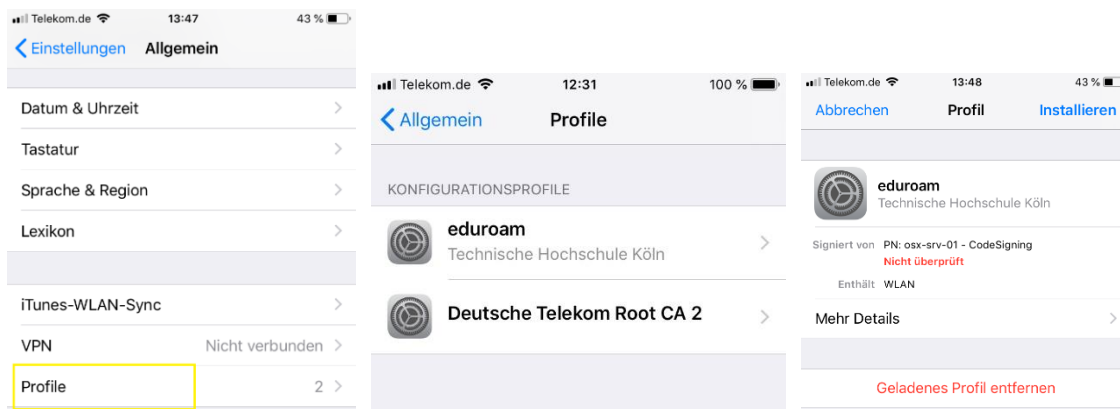 Telekom.de 13:47 43 %
Einstellungen Allgemein
Datum & Uhrzeit
Tastatur
Sprache & Region
Lexikon
iTunes-WLAN-Sync
VPN Nicht verbunden
Profile 2
Telekom.de 12:31 100 %
Allgemein Profile
KONFIGURATIONSPROFILE
eduroam
Technische Hochschule Köln
Deutsche Telekom Root CA 2
Telekom.de 13:48 43 %
Abbrechen Profil Installieren
eduroam
Technische Hochschule Köln
Signiert von PN: osx-srv-01 - CodeSigning
Nicht überprüft
Enthält WLAN
Mehr Details
Geladenes Profil entfernen